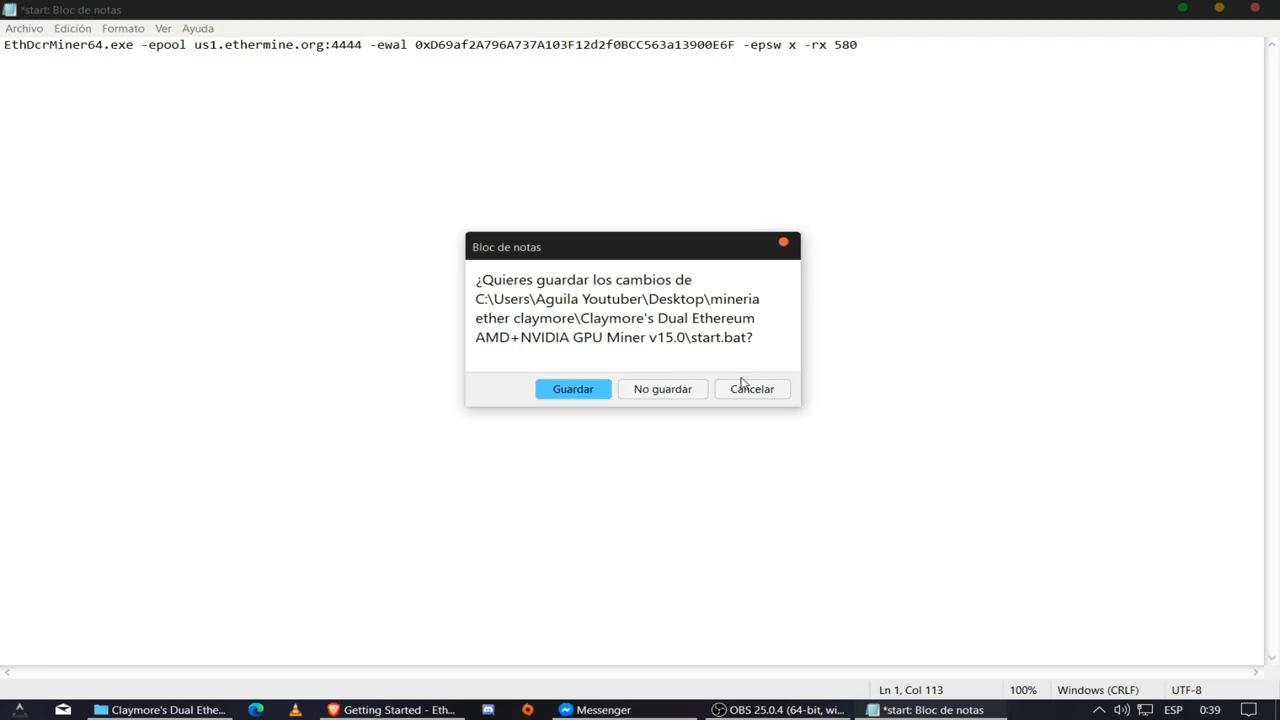 *start: Bloc de notas
Archivo Edición Formato Ver Ayuda
EthDcrMiner64.exe -epool us1.ethermine.org:4444 -ewal 0xD69af2A796A737A103F12d2f0BCC563a13900E6F -epsw x -rx 580
Bloc de notas
¿Quieres guardar los cambios de
C:\Users\Aguila Youtuber\Desktop\mineria
ether claymore\Claymore's Dual Ethereum
AMD+NVIDIA GPU Miner v15.0\start.bat?
Guardar No guardar Cancelar
Ln 1, Col 113 100% Windows (CRLF) UTF-8
Claymore's Dual Ethe... Getting Started - Eth... Messenger OBS 25.0.4 (64-bit, wi... *start: Bloc de notas ESP 0:39